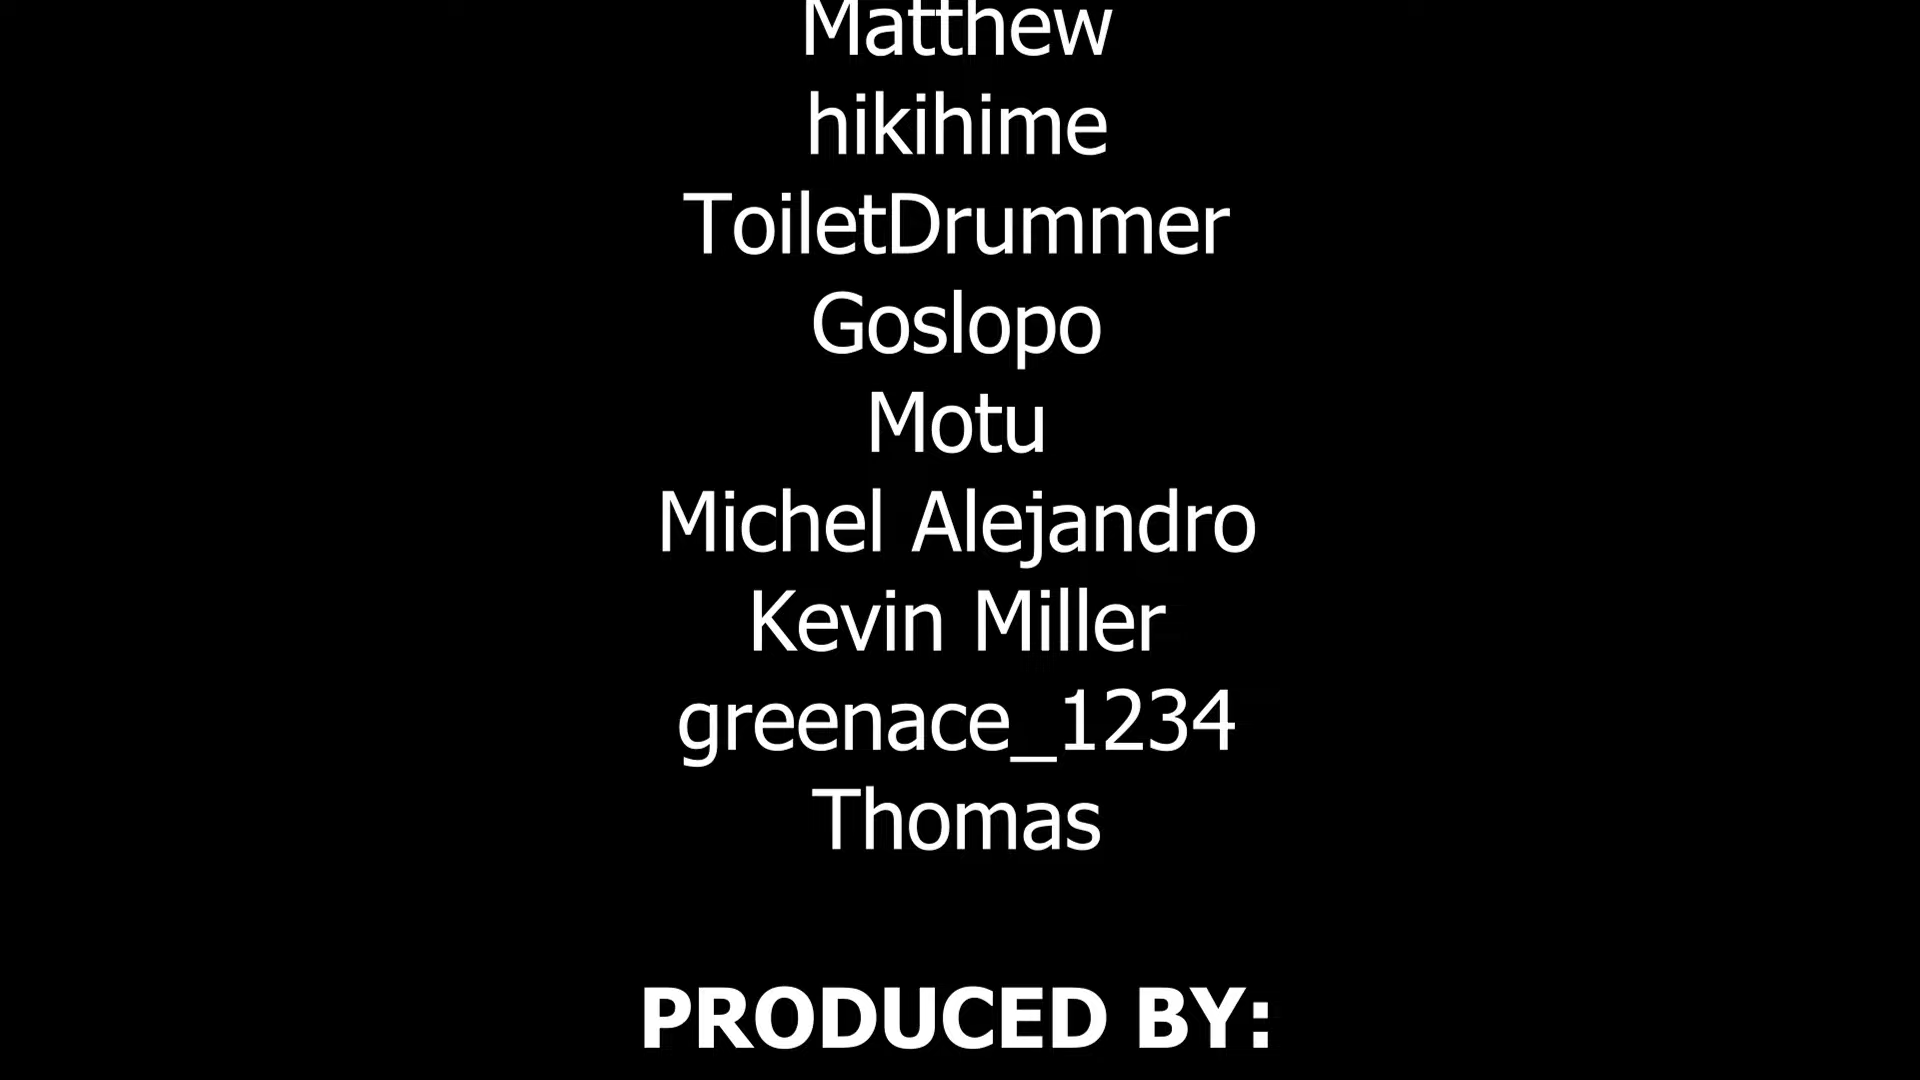 Matthew
hikihime
ToiletDrummer
Goslopo
Motu
Michel Alejandro
Kevin Miller
greenace_1234
Thomas
PRODUCED BY: